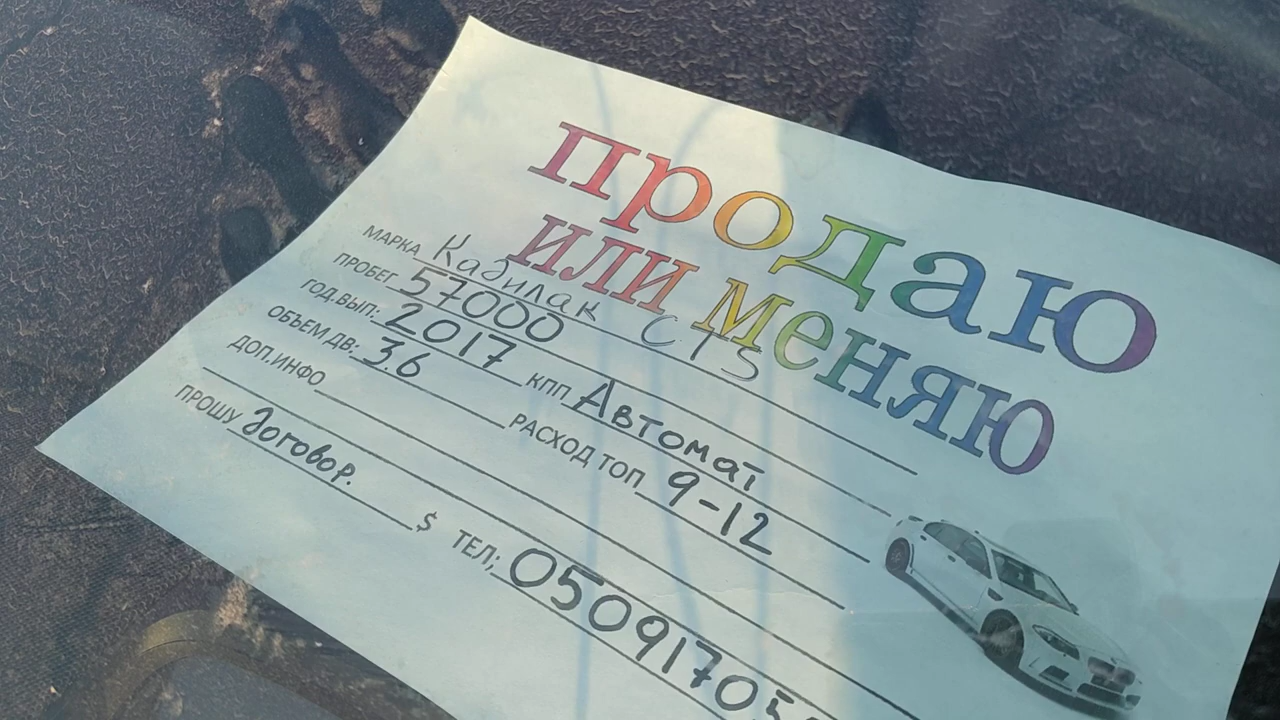 продаю
или меняю
МАРКА Кадилак CTS
ПРОБЕГ 57000
ГОД.ВЫП: 2017 КПП Автомат
ОБЪЕМ ДВ: 3.6 РАСХОД ТОП 9-12
ДОП.ИНФО
ПРОШУ договор. $ ТЕЛ; 05091705